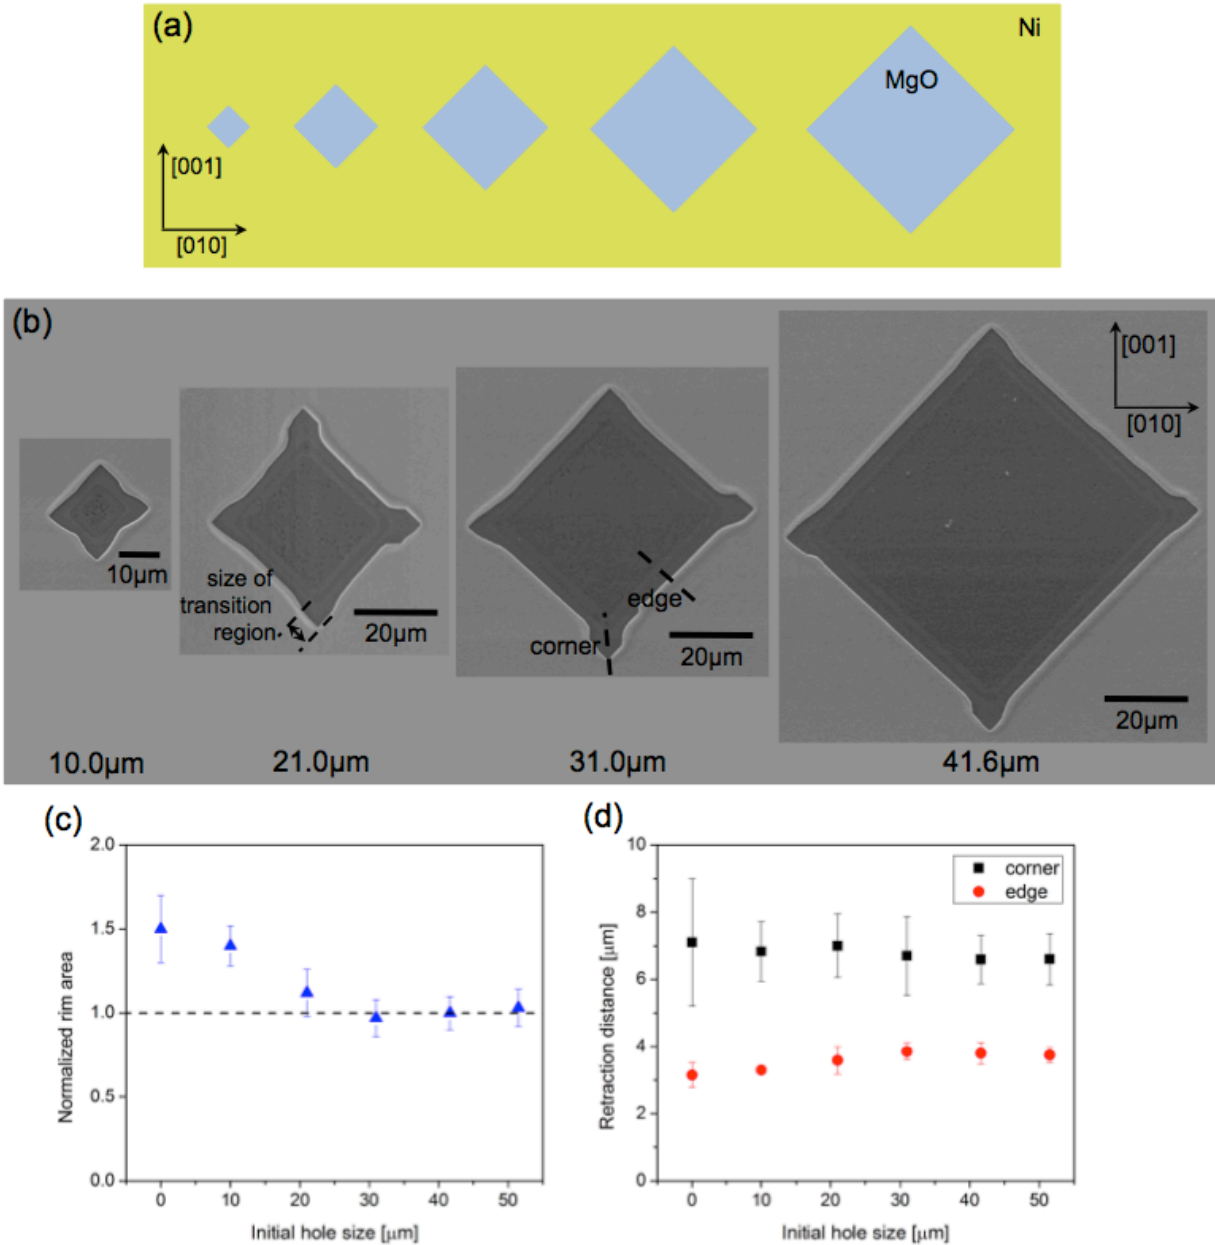 (a)
Ni
MgO
[001]
[010]
(b)
[001]
[010]
10µm
size of
transition
region
20µm
edge
corner
20µm
20µm
10.0µm
21.0µm
31.0µm
41.6µm
(c)
2.0
1.5
1.0
0.5
0.0
Normalized rim area
0 10 20 30 40 50
Initial hole size [µm]
(d)
10
8
6
4
2
0
Retraction distance [µm]
corner
edge
0 10 20 30 40 50
Initial hole size [µm]